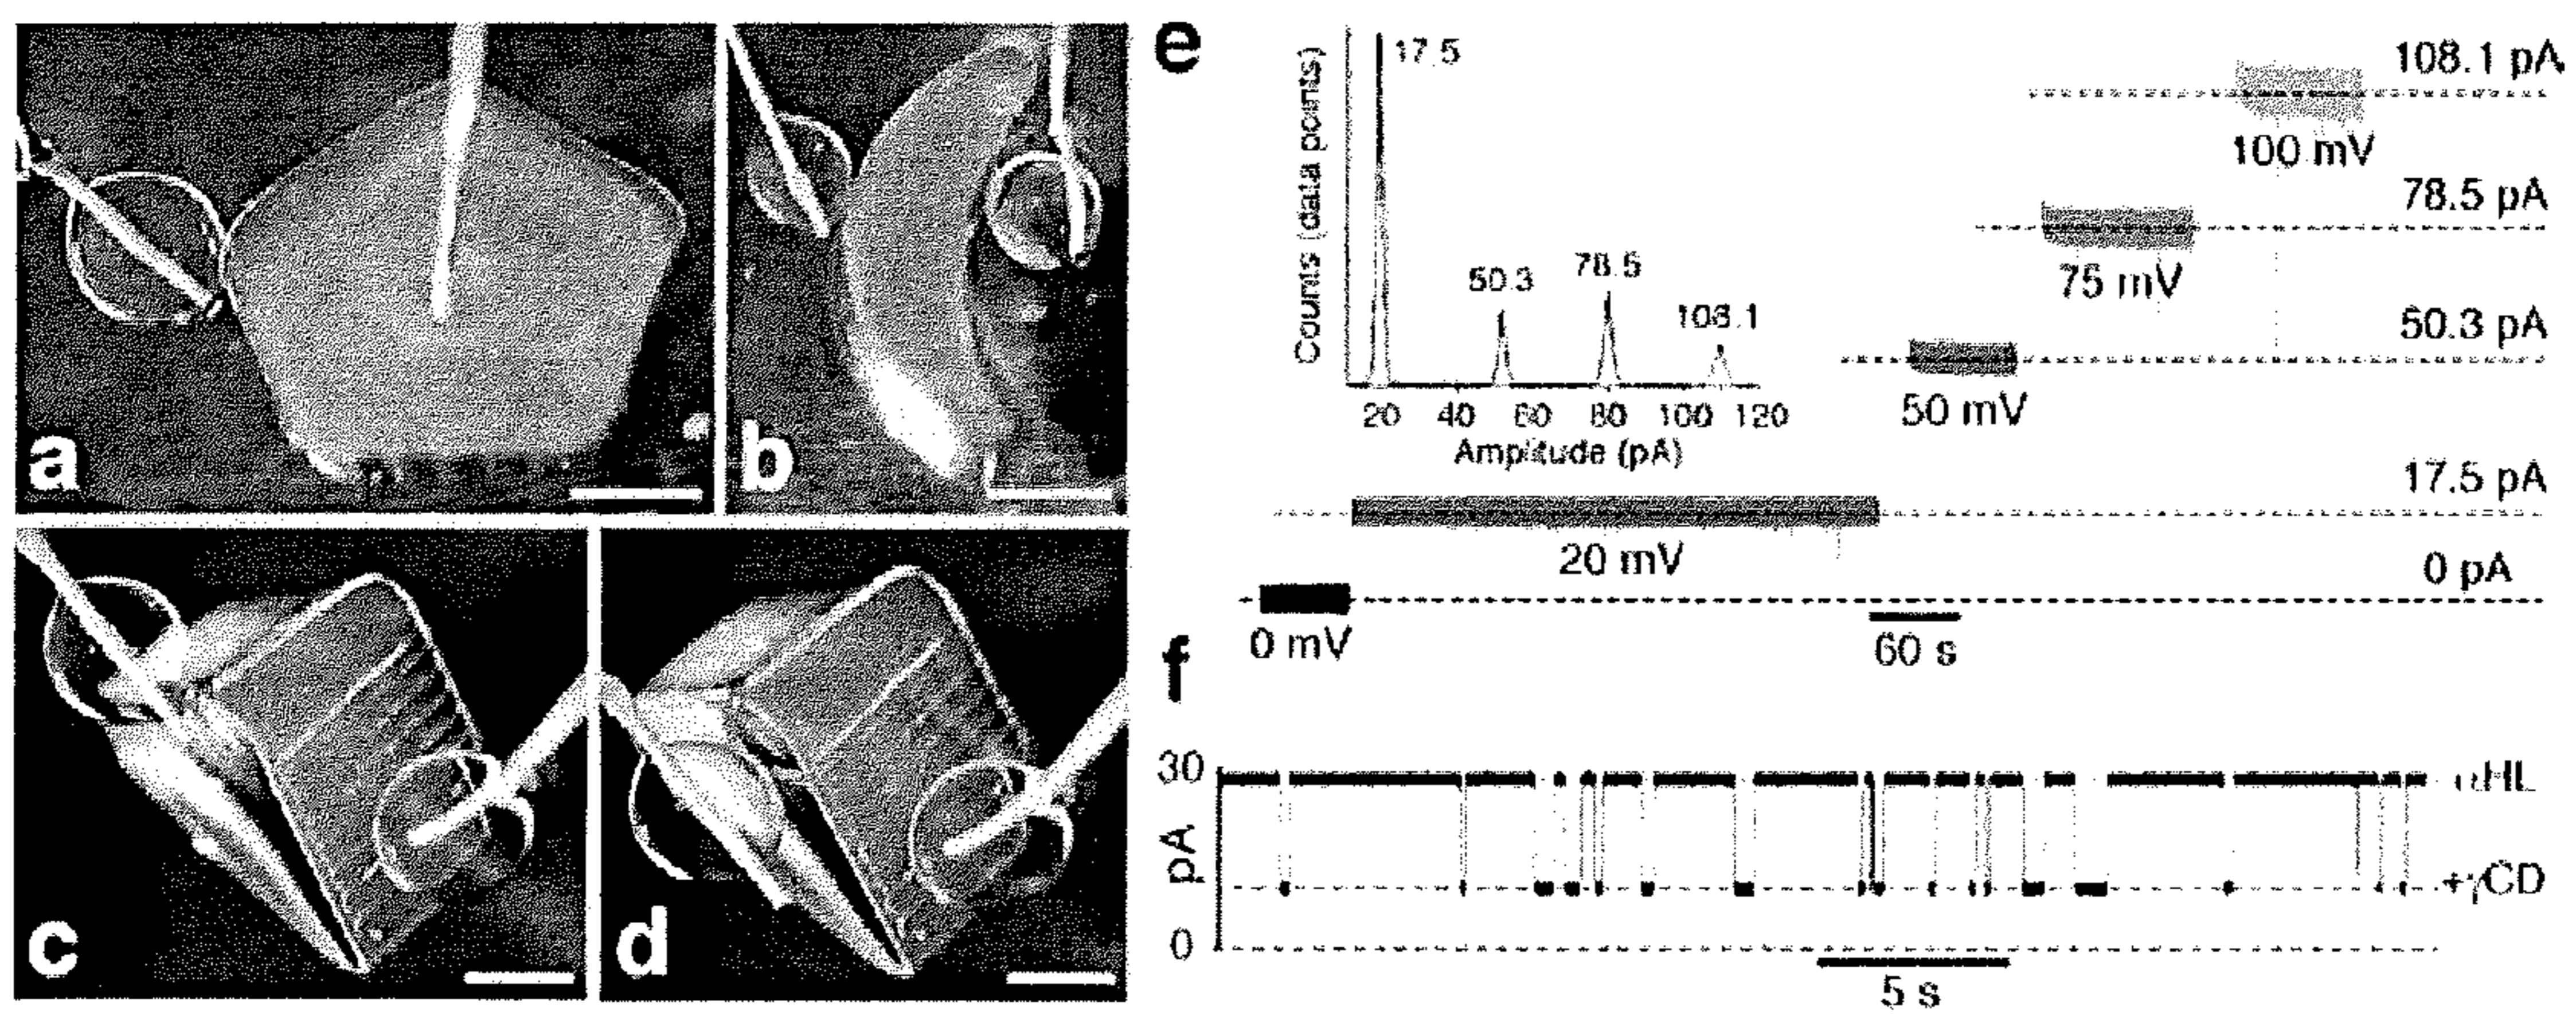 a
b
c
d
e
Counts (data points)
17.5
50.3
78.5
108.1
20 40 60 80 100 120
Amplitude (pA)
108.1 pA
100 mV
78.5 pA
75 mV
50.3 pA
50 mV
17.5 pA
20 mV
0 pA
0 mV
60 s
f
30
pA
0
αHL
+γCD
5 s